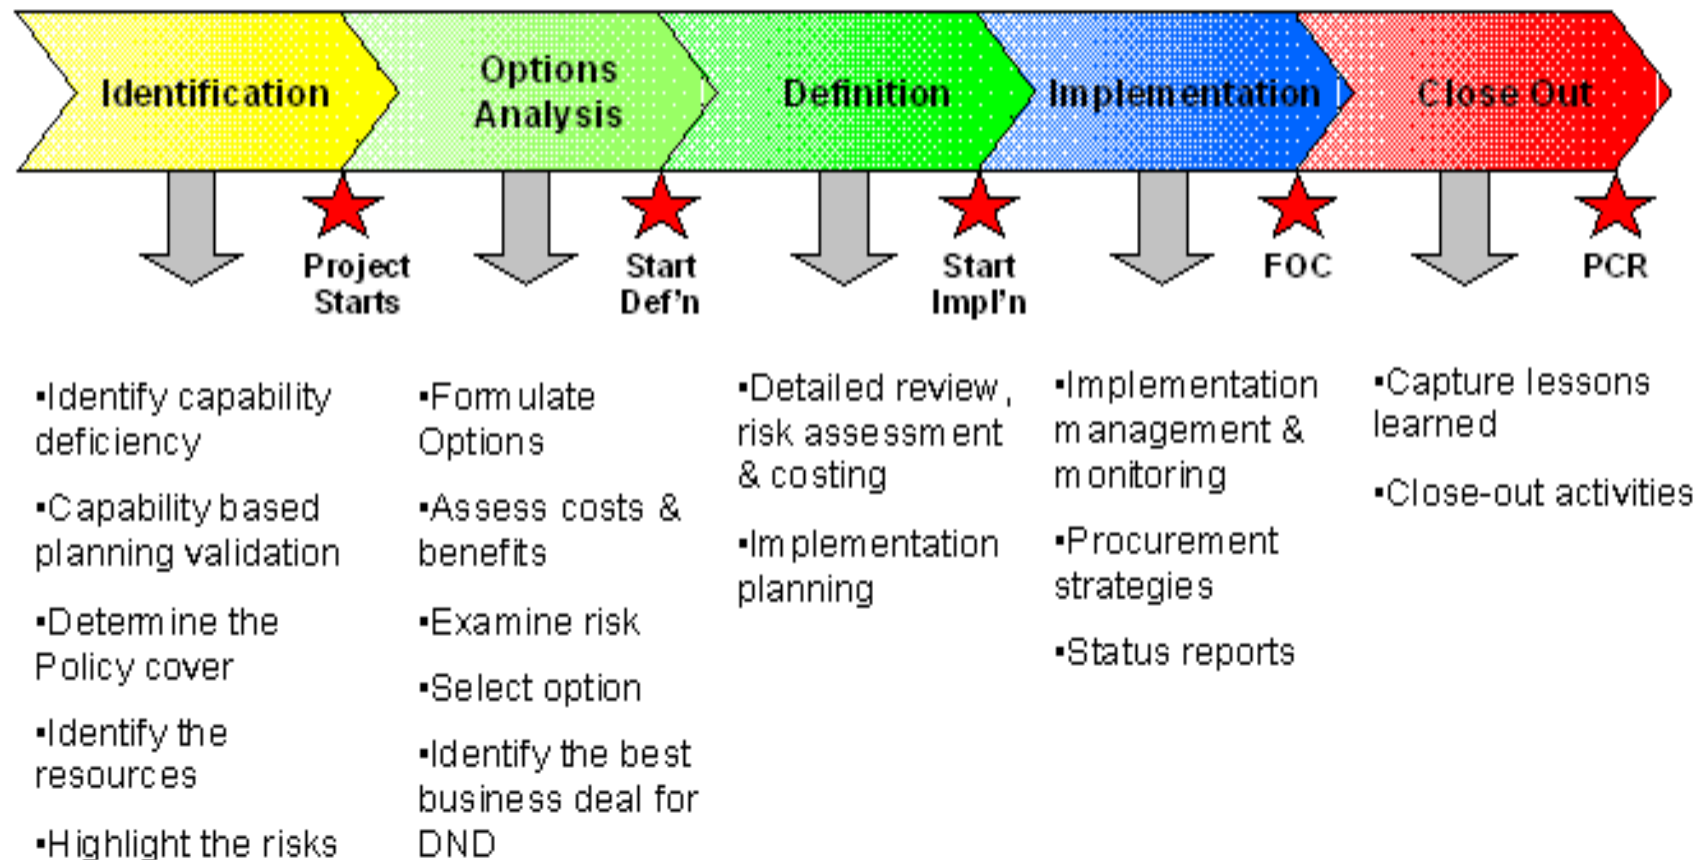 Identification
Options
Analysis
Definition
Implementation
Close Out
Project
Starts
Start
Def'n
Start
Impl'n
FOC
PCR
▪Identify capability
deficiency
▪Capability based
planning validation
▪Determine the
Policy cover
▪Identify the
resources
▪Highlight the risks
▪Formulate
Options
▪Assess costs &
benefits
▪Examine risk
▪Select option
▪Identify the best
business deal for
DND
▪Detailed review,
risk assessment
& costing
▪Implementation
planning
▪Implementation
management &
monitoring
▪Procurement
strategies
▪Status reports
▪Capture lessons
learned
▪Close-out activities